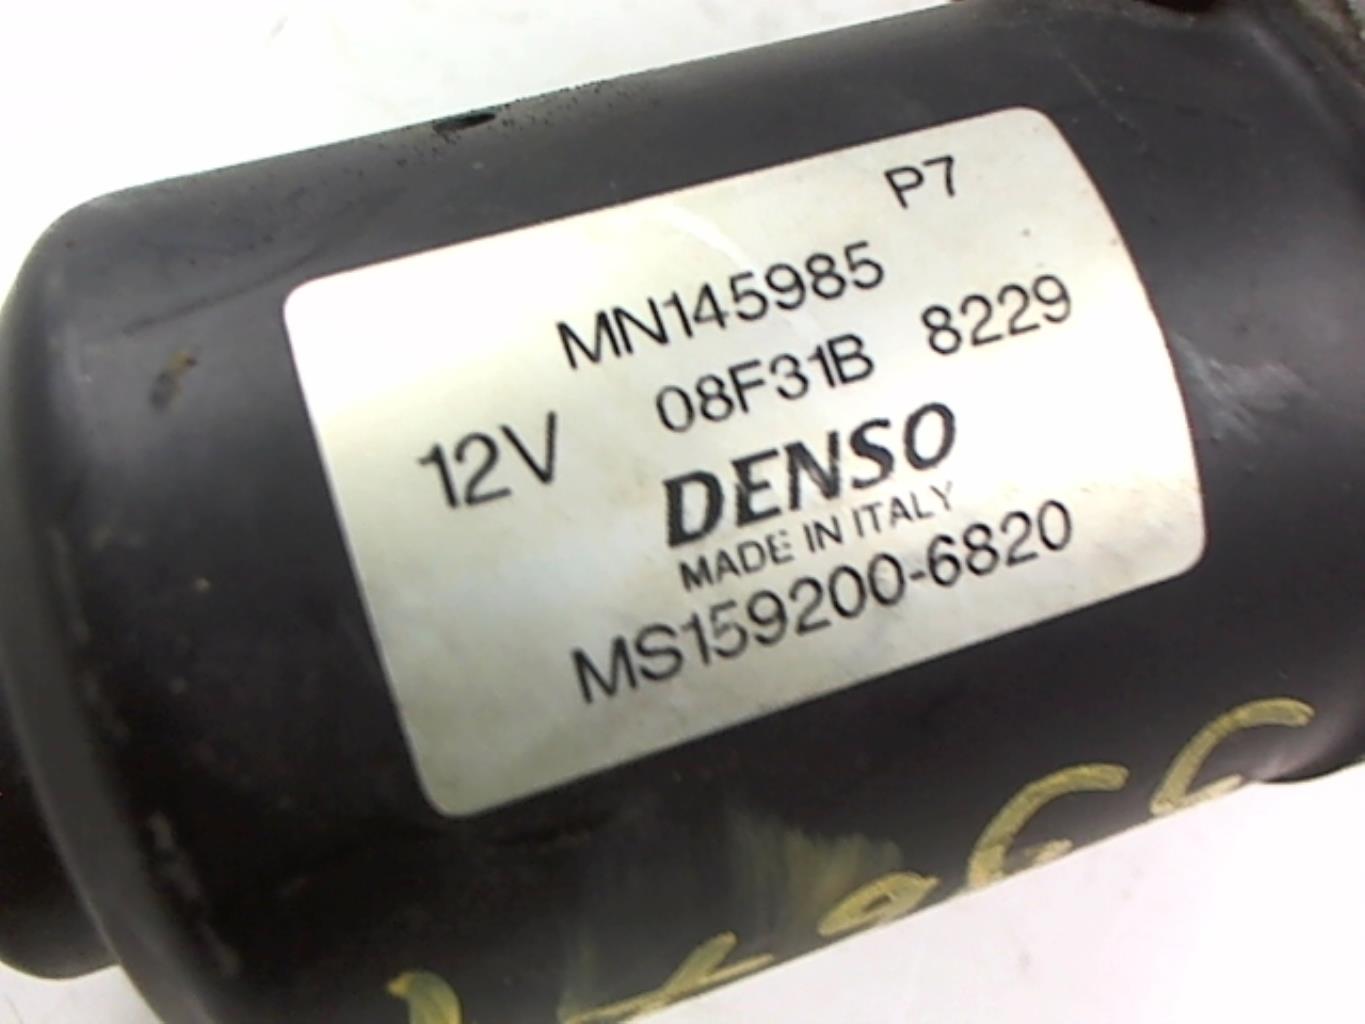 P7
MN145985
08F31B 8229
12V
DENSO
MADE IN ITALY
MS159200-6820